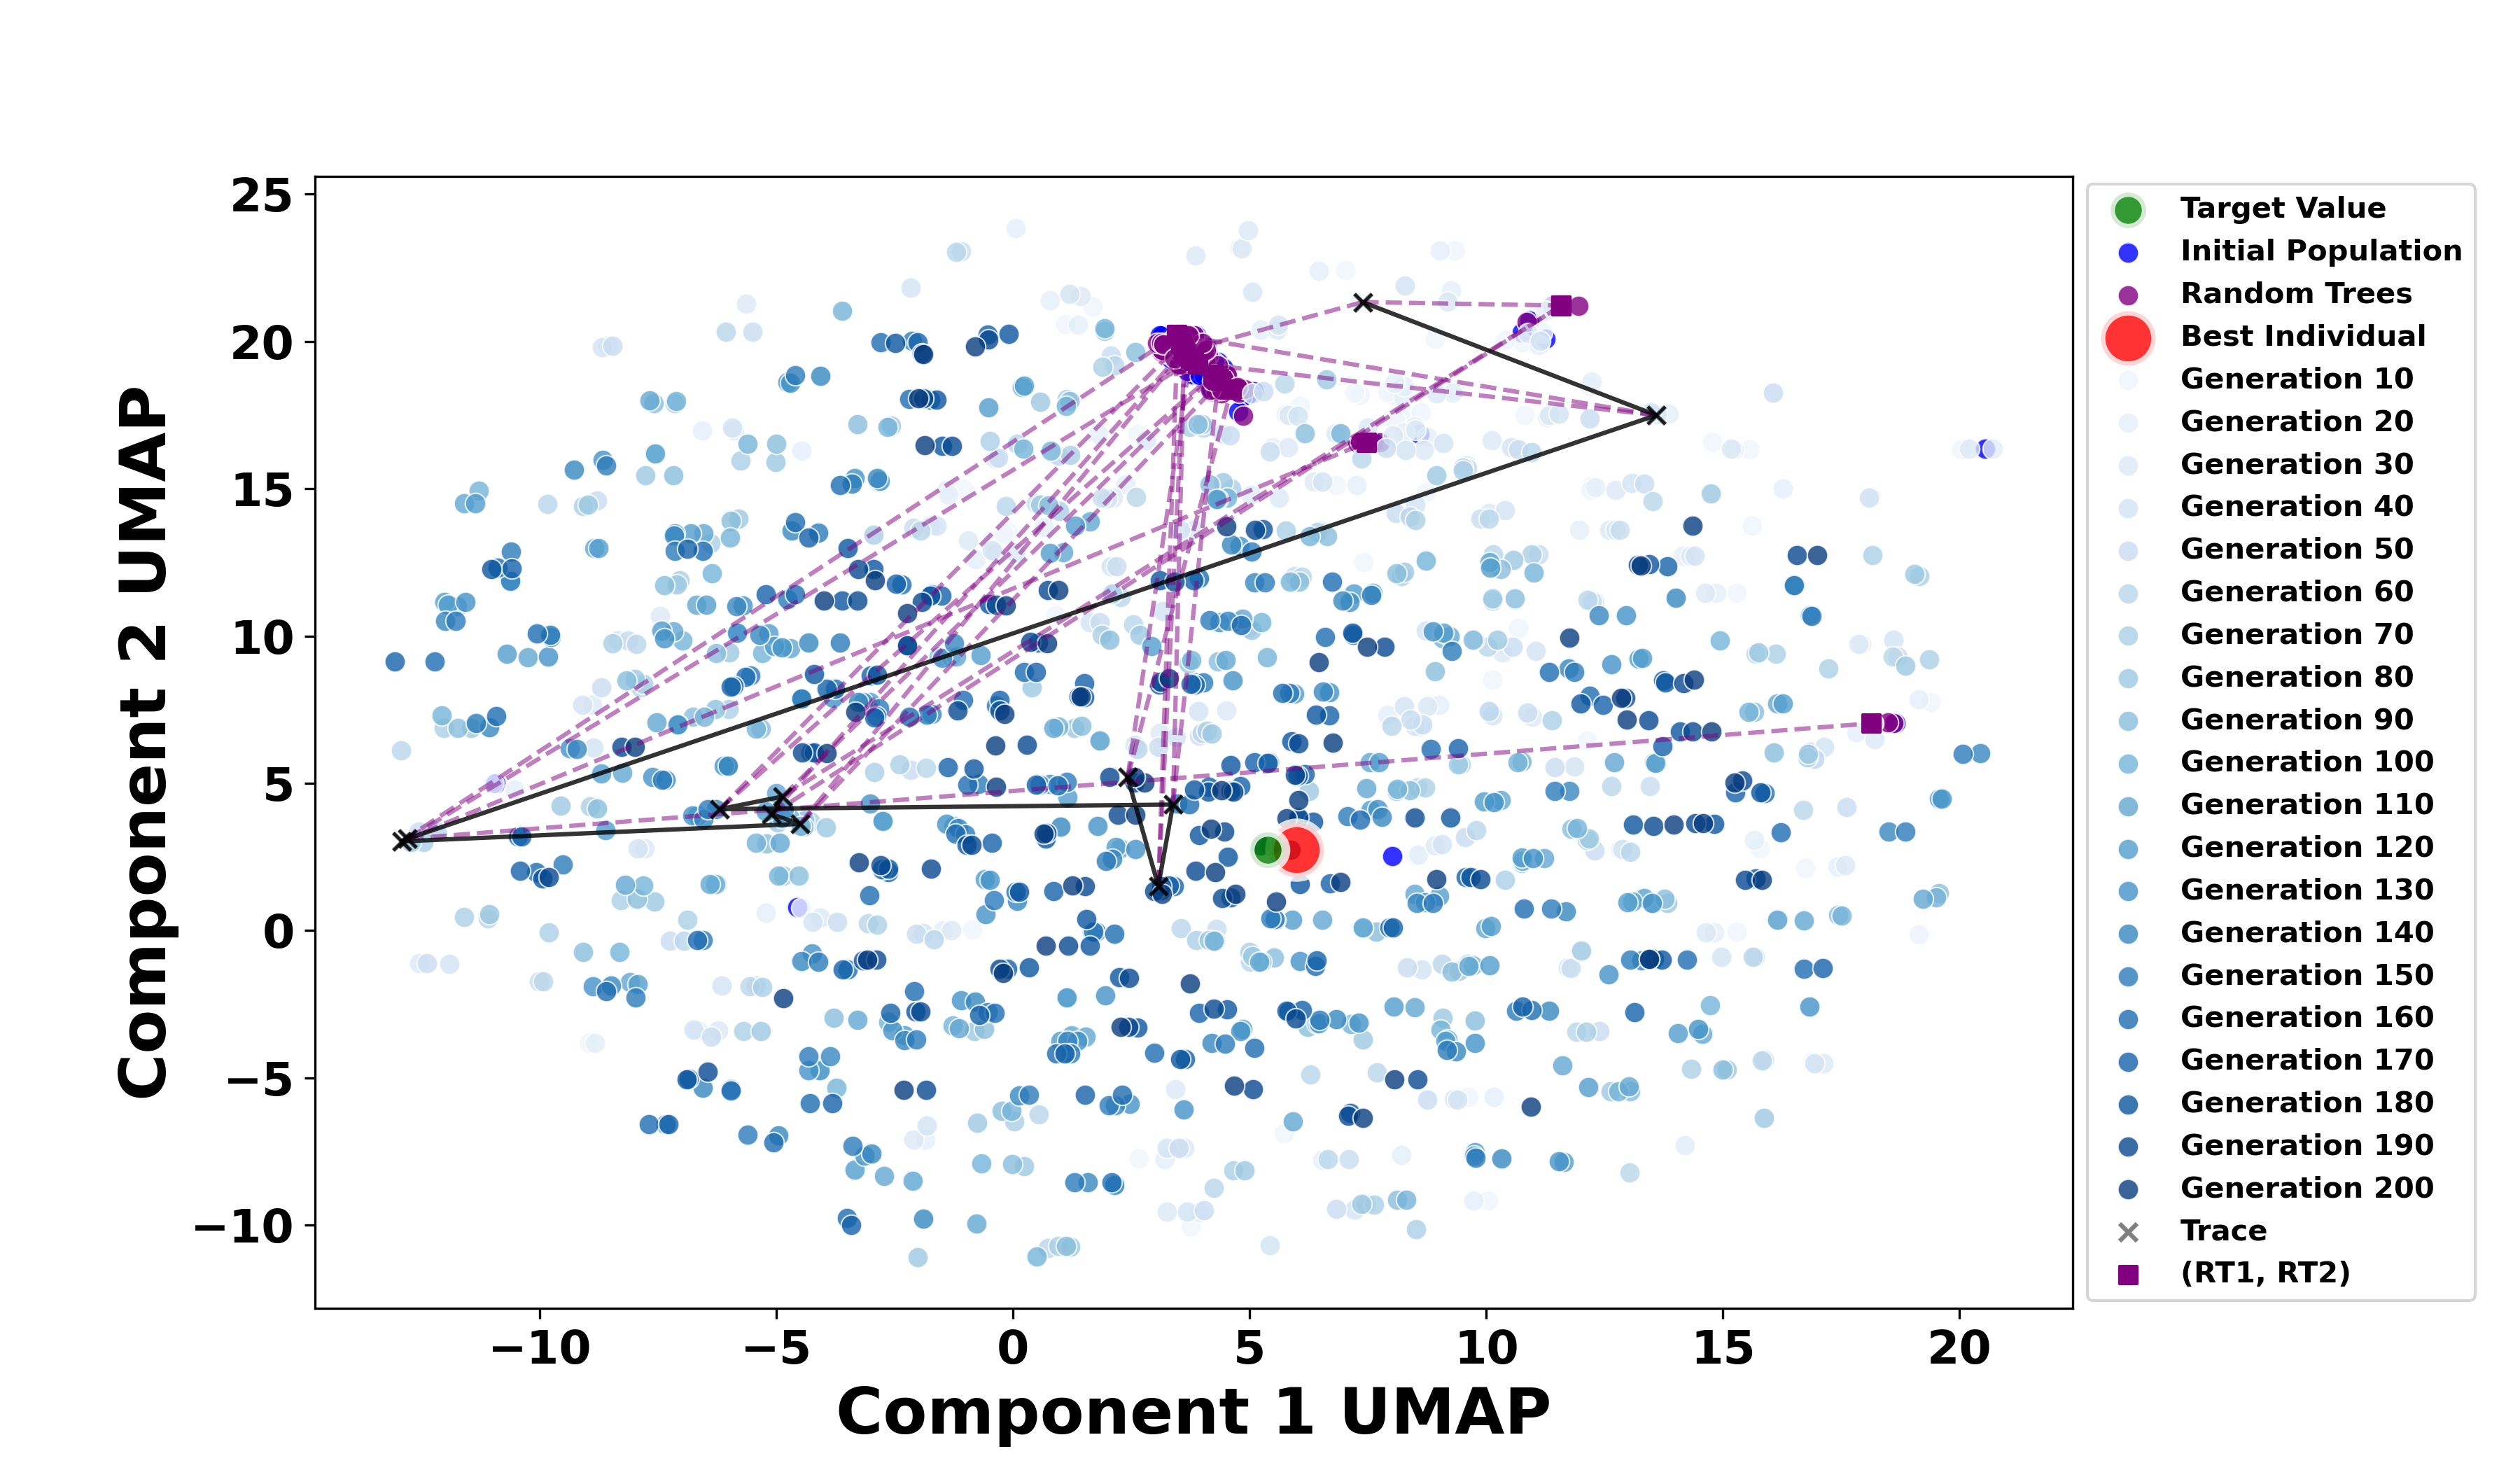 25
20
15
10
5
0
−5
−10
Component 2 UMAP
−10
−5
0
5
10
15
20
Component 1 UMAP
Target Value
Initial Population
Random Trees
Best Individual
Generation 10
Generation 20
Generation 30
Generation 40
Generation 50
Generation 60
Generation 70
Generation 80
Generation 90
Generation 100
Generation 110
Generation 120
Generation 130
Generation 140
Generation 150
Generation 160
Generation 170
Generation 180
Generation 190
Generation 200
Trace
(RT1, RT2)